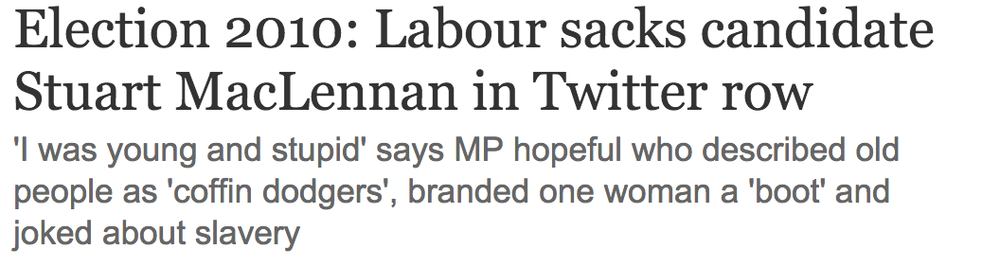 Election 2010: Labour sacks candidate
Stuart MacLennan in Twitter row
'I was young and stupid' says MP hopeful who described old
people as 'coffin dodgers', branded one woman a 'boot' and
joked about slavery